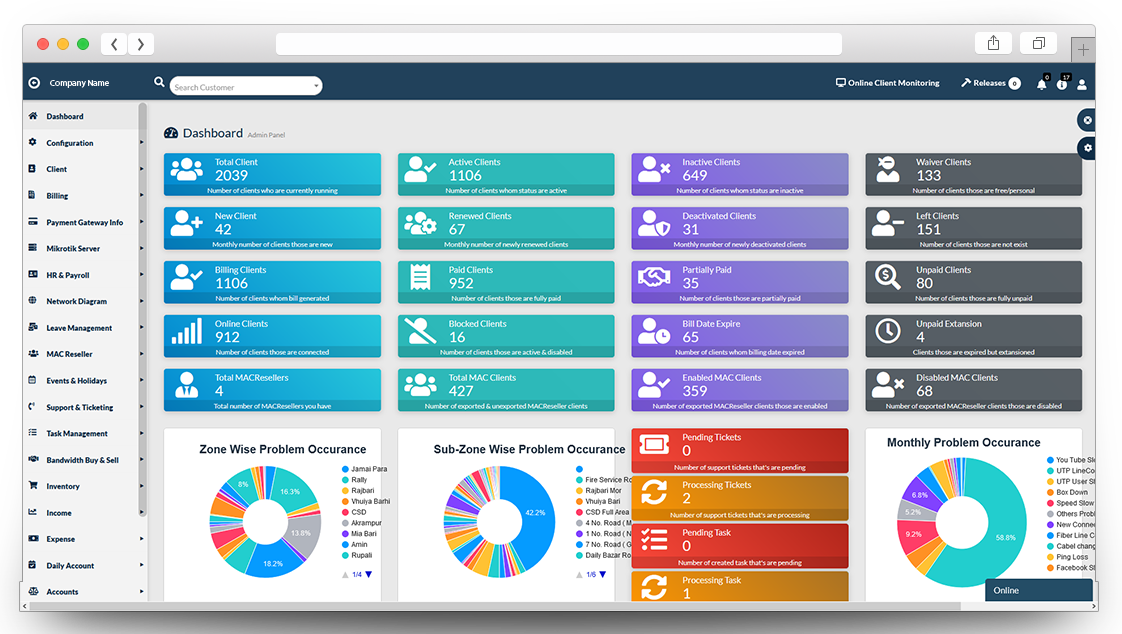 Company Name
Search Customer
Online Client Monitoring
Releases 0
0
17
Dashboard
Configuration
Client
Billing
Payment Gateway Info
Mikrotik Server
HR & Payroll
Network Diagram
Leave Management
MAC Reseller
Events & Holidays
Support & Ticketing
Task Management
Bandwidth Buy & Sell
Inventory
Income
Expense
Daily Account
Accounts
Dashboard Admin Panel
Total Client
2039
Number of clients who are currently running
Active Clients
1106
Number of clients whom status are active
Inactive Clients
649
Number of clients whom status are inactive
Waiver Clients
133
Number of clients those are free/personal
New Client
42
Monthly number of clients those are new
Renewed Clients
67
Monthly number of newly renewed clients
Deactivated Clients
31
Monthly number of newly deactivated clients
Left Clients
151
Number of clients those are not exist
Billing Clients
1106
Number of clients whom bill generated
Paid Clients
952
Number of clients those are fully paid
Partially Paid
35
Number of clients those are partially paid
Unpaid Clients
80
Number of clients those are fully unpaid
Online Clients
912
Number of clients those are connected
Blocked Clients
16
Number of clients those are active & disabled
Bill Date Expire
65
Number of clients whom billing date expired
Unpaid Extansion
4
Clients those are expired but extansioned
Total MACResellers
4
Total number of MACResellers you have
Total MAC Clients
427
Number of exported & unexported MACReseller clients
Enabled MAC Clients
359
Number of exported MACReseller clients those are enabled
Disabled MAC Clients
68
Number of exported MACReseller clients those are disabled
Zone Wise Problem Occurance
8%
16.3%
13.8%
18.2%
Jamai Para
Rally
Rajbari
Vhuiya Barhi
CSD
Akrampur
Mia Bari
Amin
Rupali
1/4
Sub-Zone Wise Problem Occurance
42.2%
Fire Service Ro
Rajbari Mor
Vhuiya Bari
CSD Full Area
4 No. Road ( M
1 No. Road ( N
7 No. Road ( G
Daily Bazar Ro
1/6
Pending Tickets
0
Number of support tickets that's are pending
Processing Tickets
2
Number of support tickets that's are processing
Pending Task
0
Number of created task that's are pending
Processing Task
1
Monthly Problem Occurance
6.8%
5.2%
9.2%
58.8%
You Tube Sl
UTP LineCo
UTP User Sl
Box Down
Speed Slow
Others Probl
New Connec
Fiber Line C
Cabel chang
Ping Loss
Facebook Sl
Online